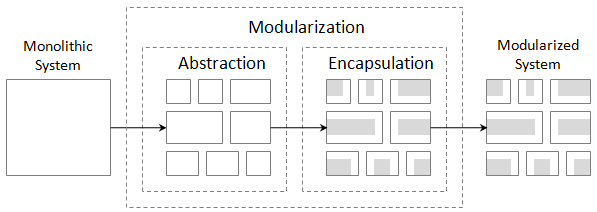 Modularization
Monolithic
System
Abstraction
Encapsulation
Modularized
System